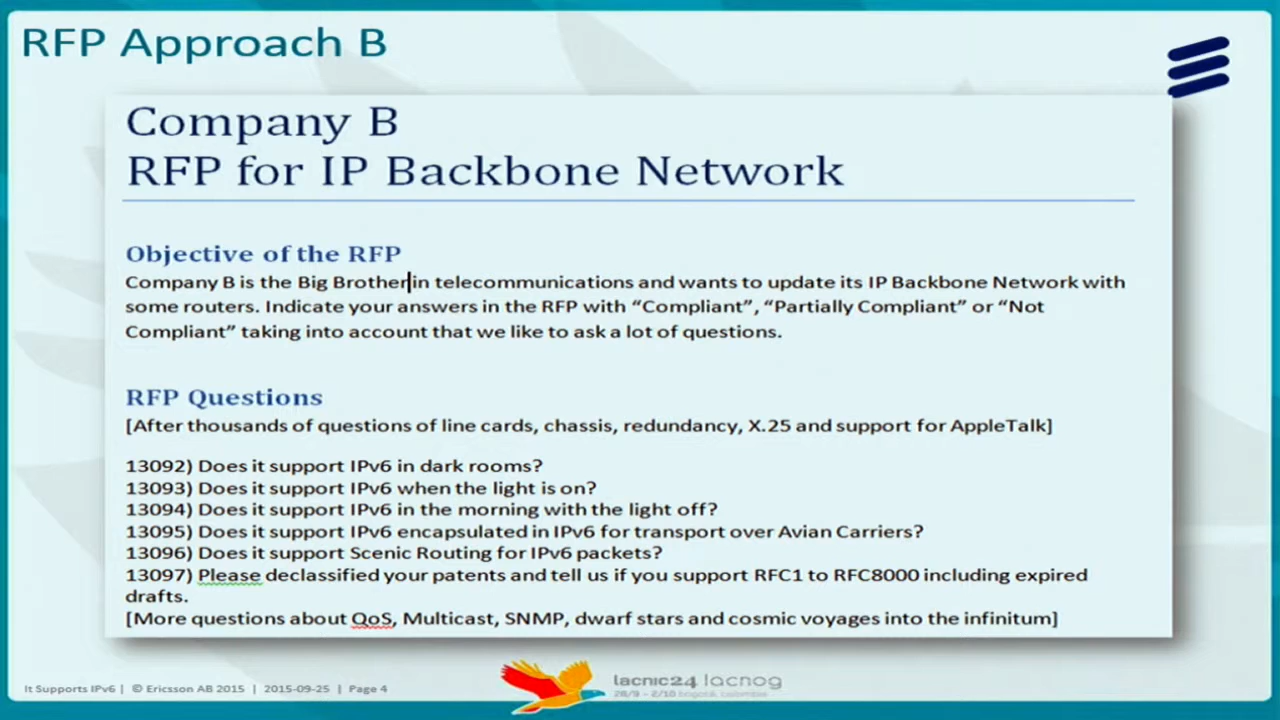 RFP Approach B
Company B
RFP for IP Backbone Network
Objective of the RFP
Company B is the Big Brother in telecommunications and wants to update its IP Backbone Network with
some routers. Indicate your answers in the RFP with “Compliant”, “Partially Compliant” or “Not
Compliant” taking into account that we like to ask a lot of questions.
RFP Questions
[After thousands of questions of line cards, chassis, redundancy, X.25 and support for AppleTalk]
13092) Does it support IPv6 in dark rooms?
13093) Does it support IPv6 when the light is on?
13094) Does it support IPv6 in the morning with the light off?
13095) Does it support IPv6 encapsulated in IPv6 for transport over Avian Carriers?
13096) Does it support Scenic Routing for IPv6 packets?
13097) Please declassified your patents and tell us if you support RFC1 to RFC8000 including expired
drafts.
[More questions about QoS, Multicast, SNMP, dwarf stars and cosmic voyages into the infinitum]
It Supports IPv6 | © Ericsson AB 2015 | 2015-09-25 | Page 4
lacnic24 lacnog
28/9 - 2/10 bogotá, colombia